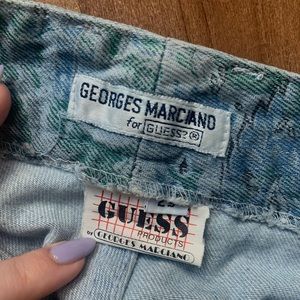 GEORGES MARCIANO
for GUESS? ®
GUESS
PRODUCTS
by GEORGES MARCIANO